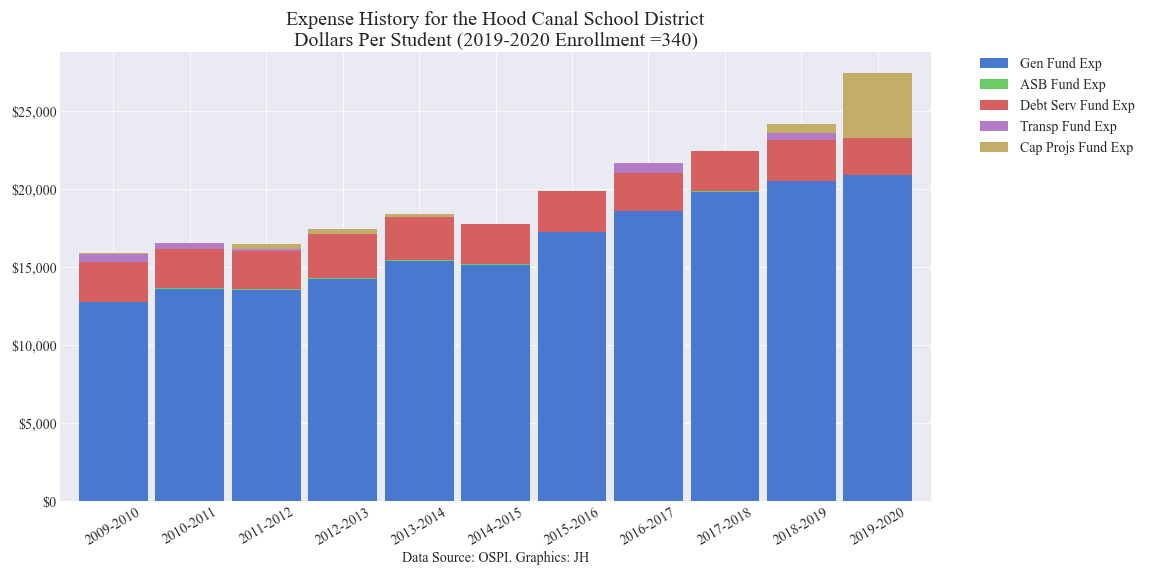 Expense History for the Hood Canal School District
Dollars Per Student (2019-2020 Enrollment =340)
Gen Fund Exp
ASB Fund Exp
Debt Serv Fund Exp
Transp Fund Exp
Cap Projs Fund Exp
$25,000
$20,000
$15,000
$10,000
$5,000
$0
2009-2010
2010-2011
2011-2012
2012-2013
2013-2014
2014-2015
2015-2016
2016-2017
2017-2018
2018-2019
2019-2020
Data Source: OSPI. Graphics: JH